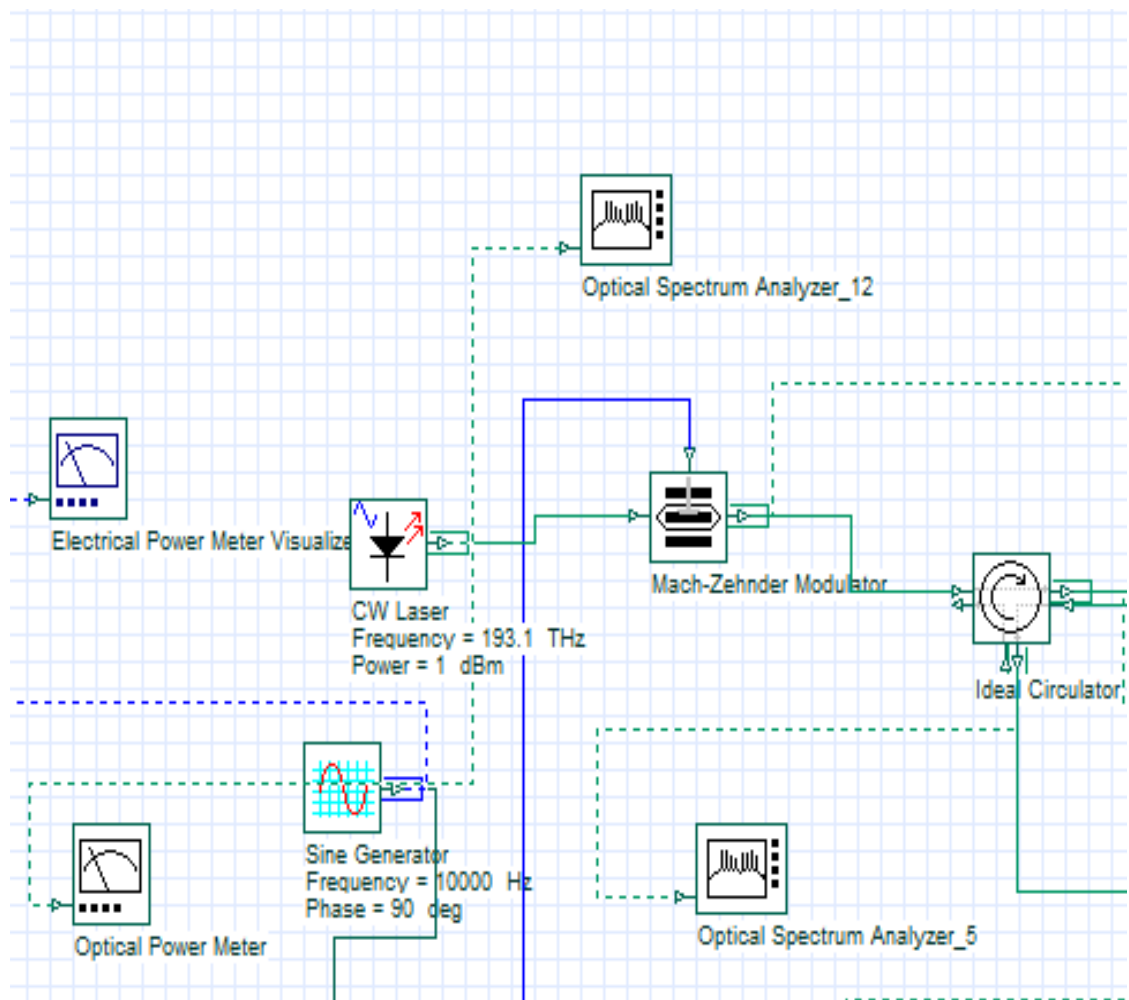 Optical Spectrum Analyzer_12
Electrical Power Meter Visualize
Mach-Zehnder Modulator
CW Laser
Frequency = 193.1 THz
Power = 1 dBm
Ideal Circulator
Sine Generator
Frequency = 10000 Hz
Phase = 90 deg
Optical Power Meter
Optical Spectrum Analyzer_5